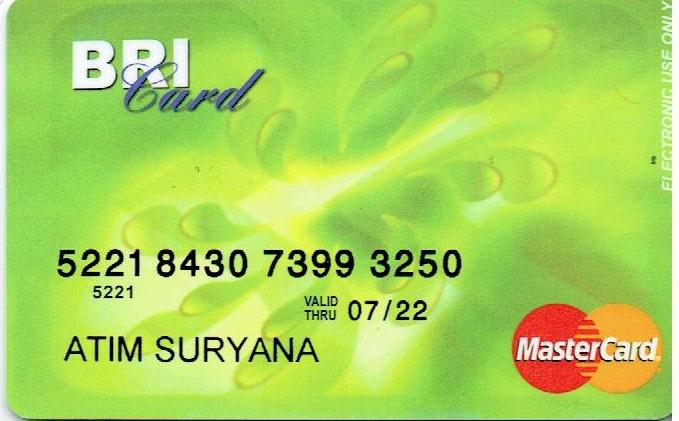 BRI
Card
ELECTRONIC USE ONLY
5221 8430 7399 3250
5221
VALID
THRU 07/22
ATIM SURYANA
MasterCard